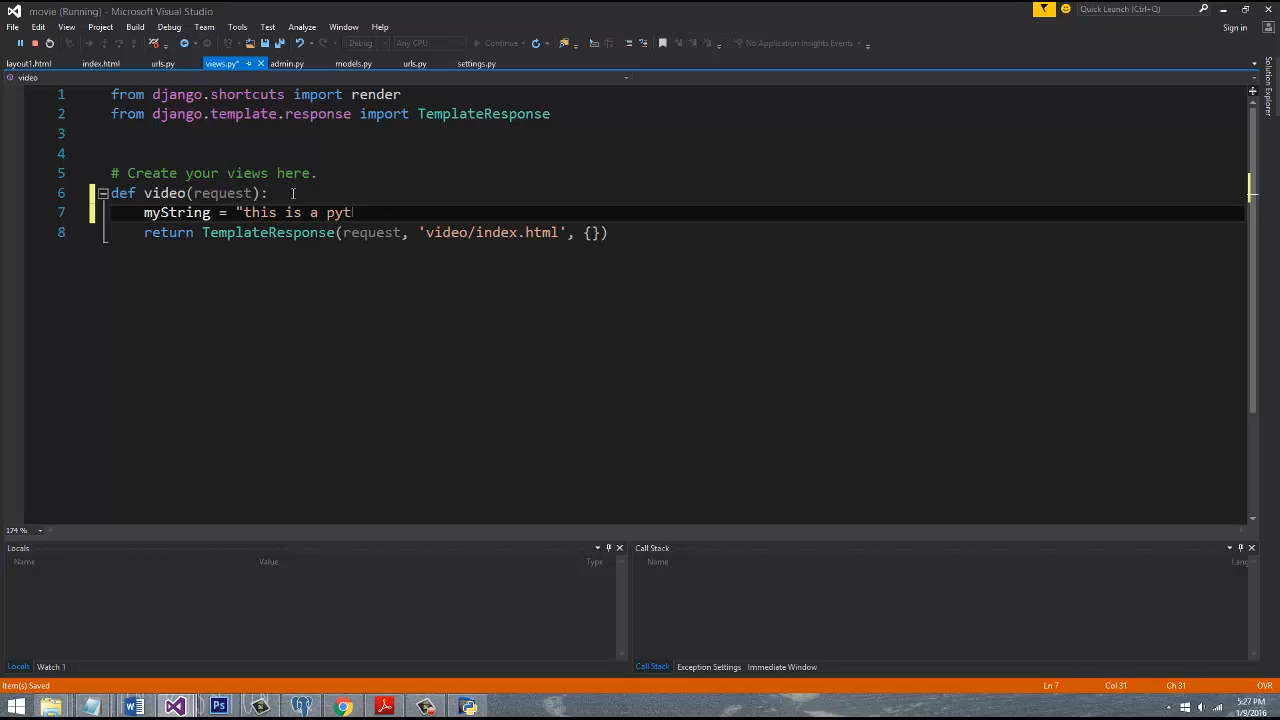 movie (Running) - Microsoft Visual Studio
Quick Launch (Ctrl+Q)
File Edit View Project Build Debug Team Tools Test Analyze Window Help
Sign in
Debug Any CPU Continue No Application Insights Events
layout1.html index.html urls.py views.py* admin.py models.py urls.py settings.py
video
1 from django.shortcuts import render
2 from django.template.response import TemplateResponse
3
4
5 # Create your views here.
6 def video(request):
7 myString = "this is a pyt
8 return TemplateResponse(request, 'video/index.html', {})
Solution Explorer
174 %
Locals
Name Value Type
Call Stack
Name Lang
Locals Watch 1
Call Stack Exception Settings Immediate Window
Item(s) Saved Ln 7 Col 31 Ch 31 OVR
5:27 PM
1/9/2016